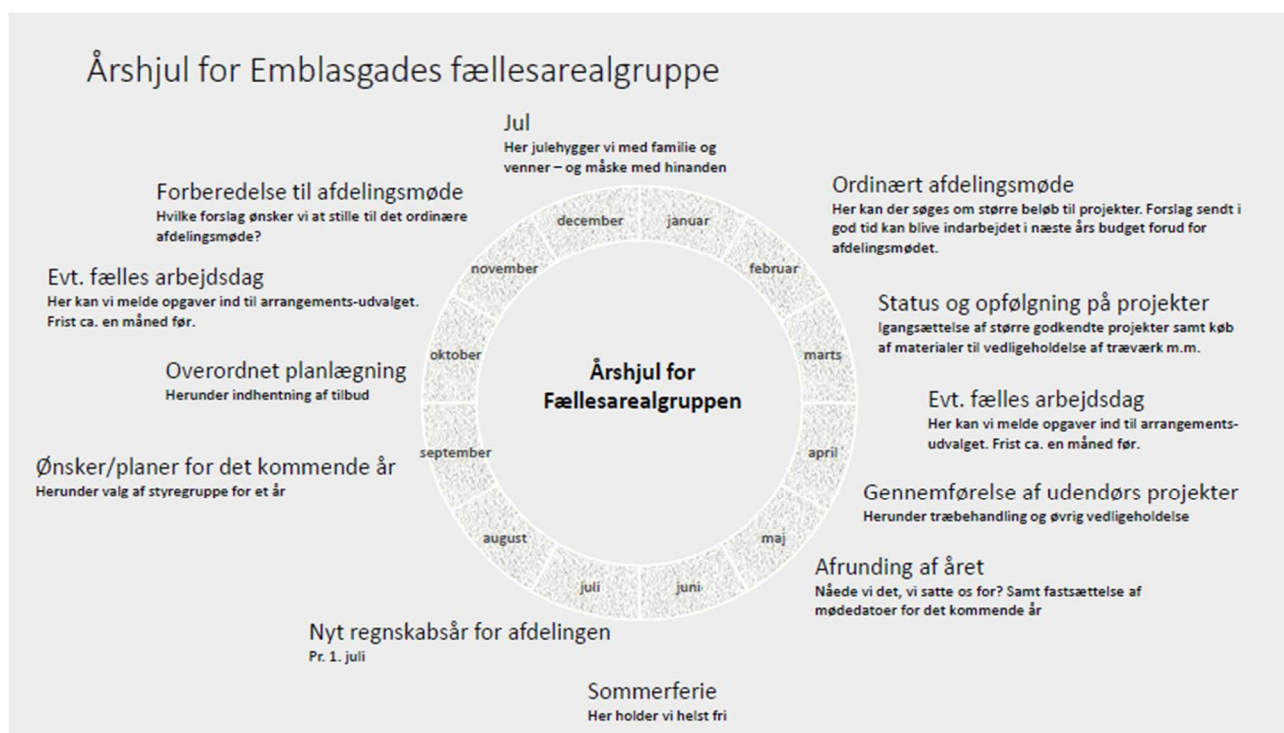 Årshjul for Emblasgades fællesarealgruppe
Jul
Her julehygger vi med familie og
venner – og måske med hinanden
Ordinært afdelingsmøde
Her kan der søges om større beløb til projekter. Forslag sendt i
god tid kan blive indarbejdet i næste års budget forud for
afdelingsmødet.
Status og opfølgning på projekter
Igangsættelse af større godkendte projekter samt køb
af materialer til vedligeholdelse af træværk m.m.
Evt. fælles arbejdsdag
Her kan vi melde opgaver ind til arrangements-
udvalget. Frist ca. en måned før.
Gennemførelse af udendørs projekter
Herunder træbehandling og øvrig vedligeholdelse
Afrunding af året
Nåede vi det, vi satte os for? Samt fastsættelse af
mødedatoer for det kommende år
Sommerferie
Her holder vi helst fri
Nyt regnskabsår for afdelingen
Pr. 1. juli
Ønsker/planer for det kommende år
Herunder valg af styregruppe for et år
Overordnet planlægning
Herunder indhentning af tilbud
Evt. fælles arbejdsdag
Her kan vi melde opgaver ind til arrangements-udvalget.
Frist ca. en måned før.
Forberedelse til afdelingsmøde
Hvilke forslag ønsker vi at stille til det ordinære
afdelingsmøde?
januar
februar
marts
april
maj
juni
juli
august
september
oktober
november
december
Årshjul for
Fællesarealgruppen